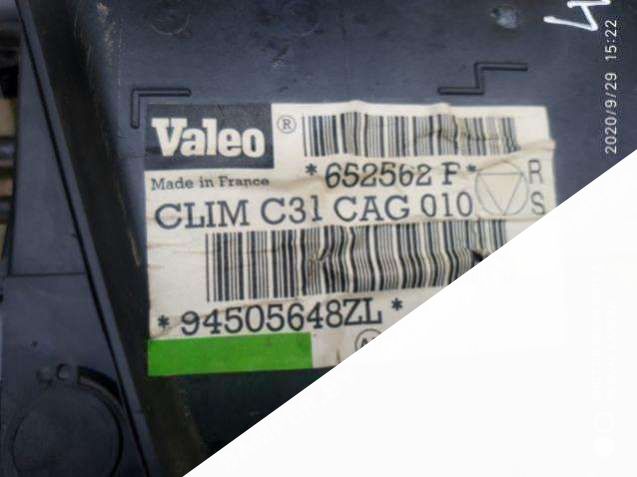 Valeo ®
*652562 F*
R
Made in France
CLIM C31 CAG 010
S
*94505648ZL*
2020/9/29 15:22